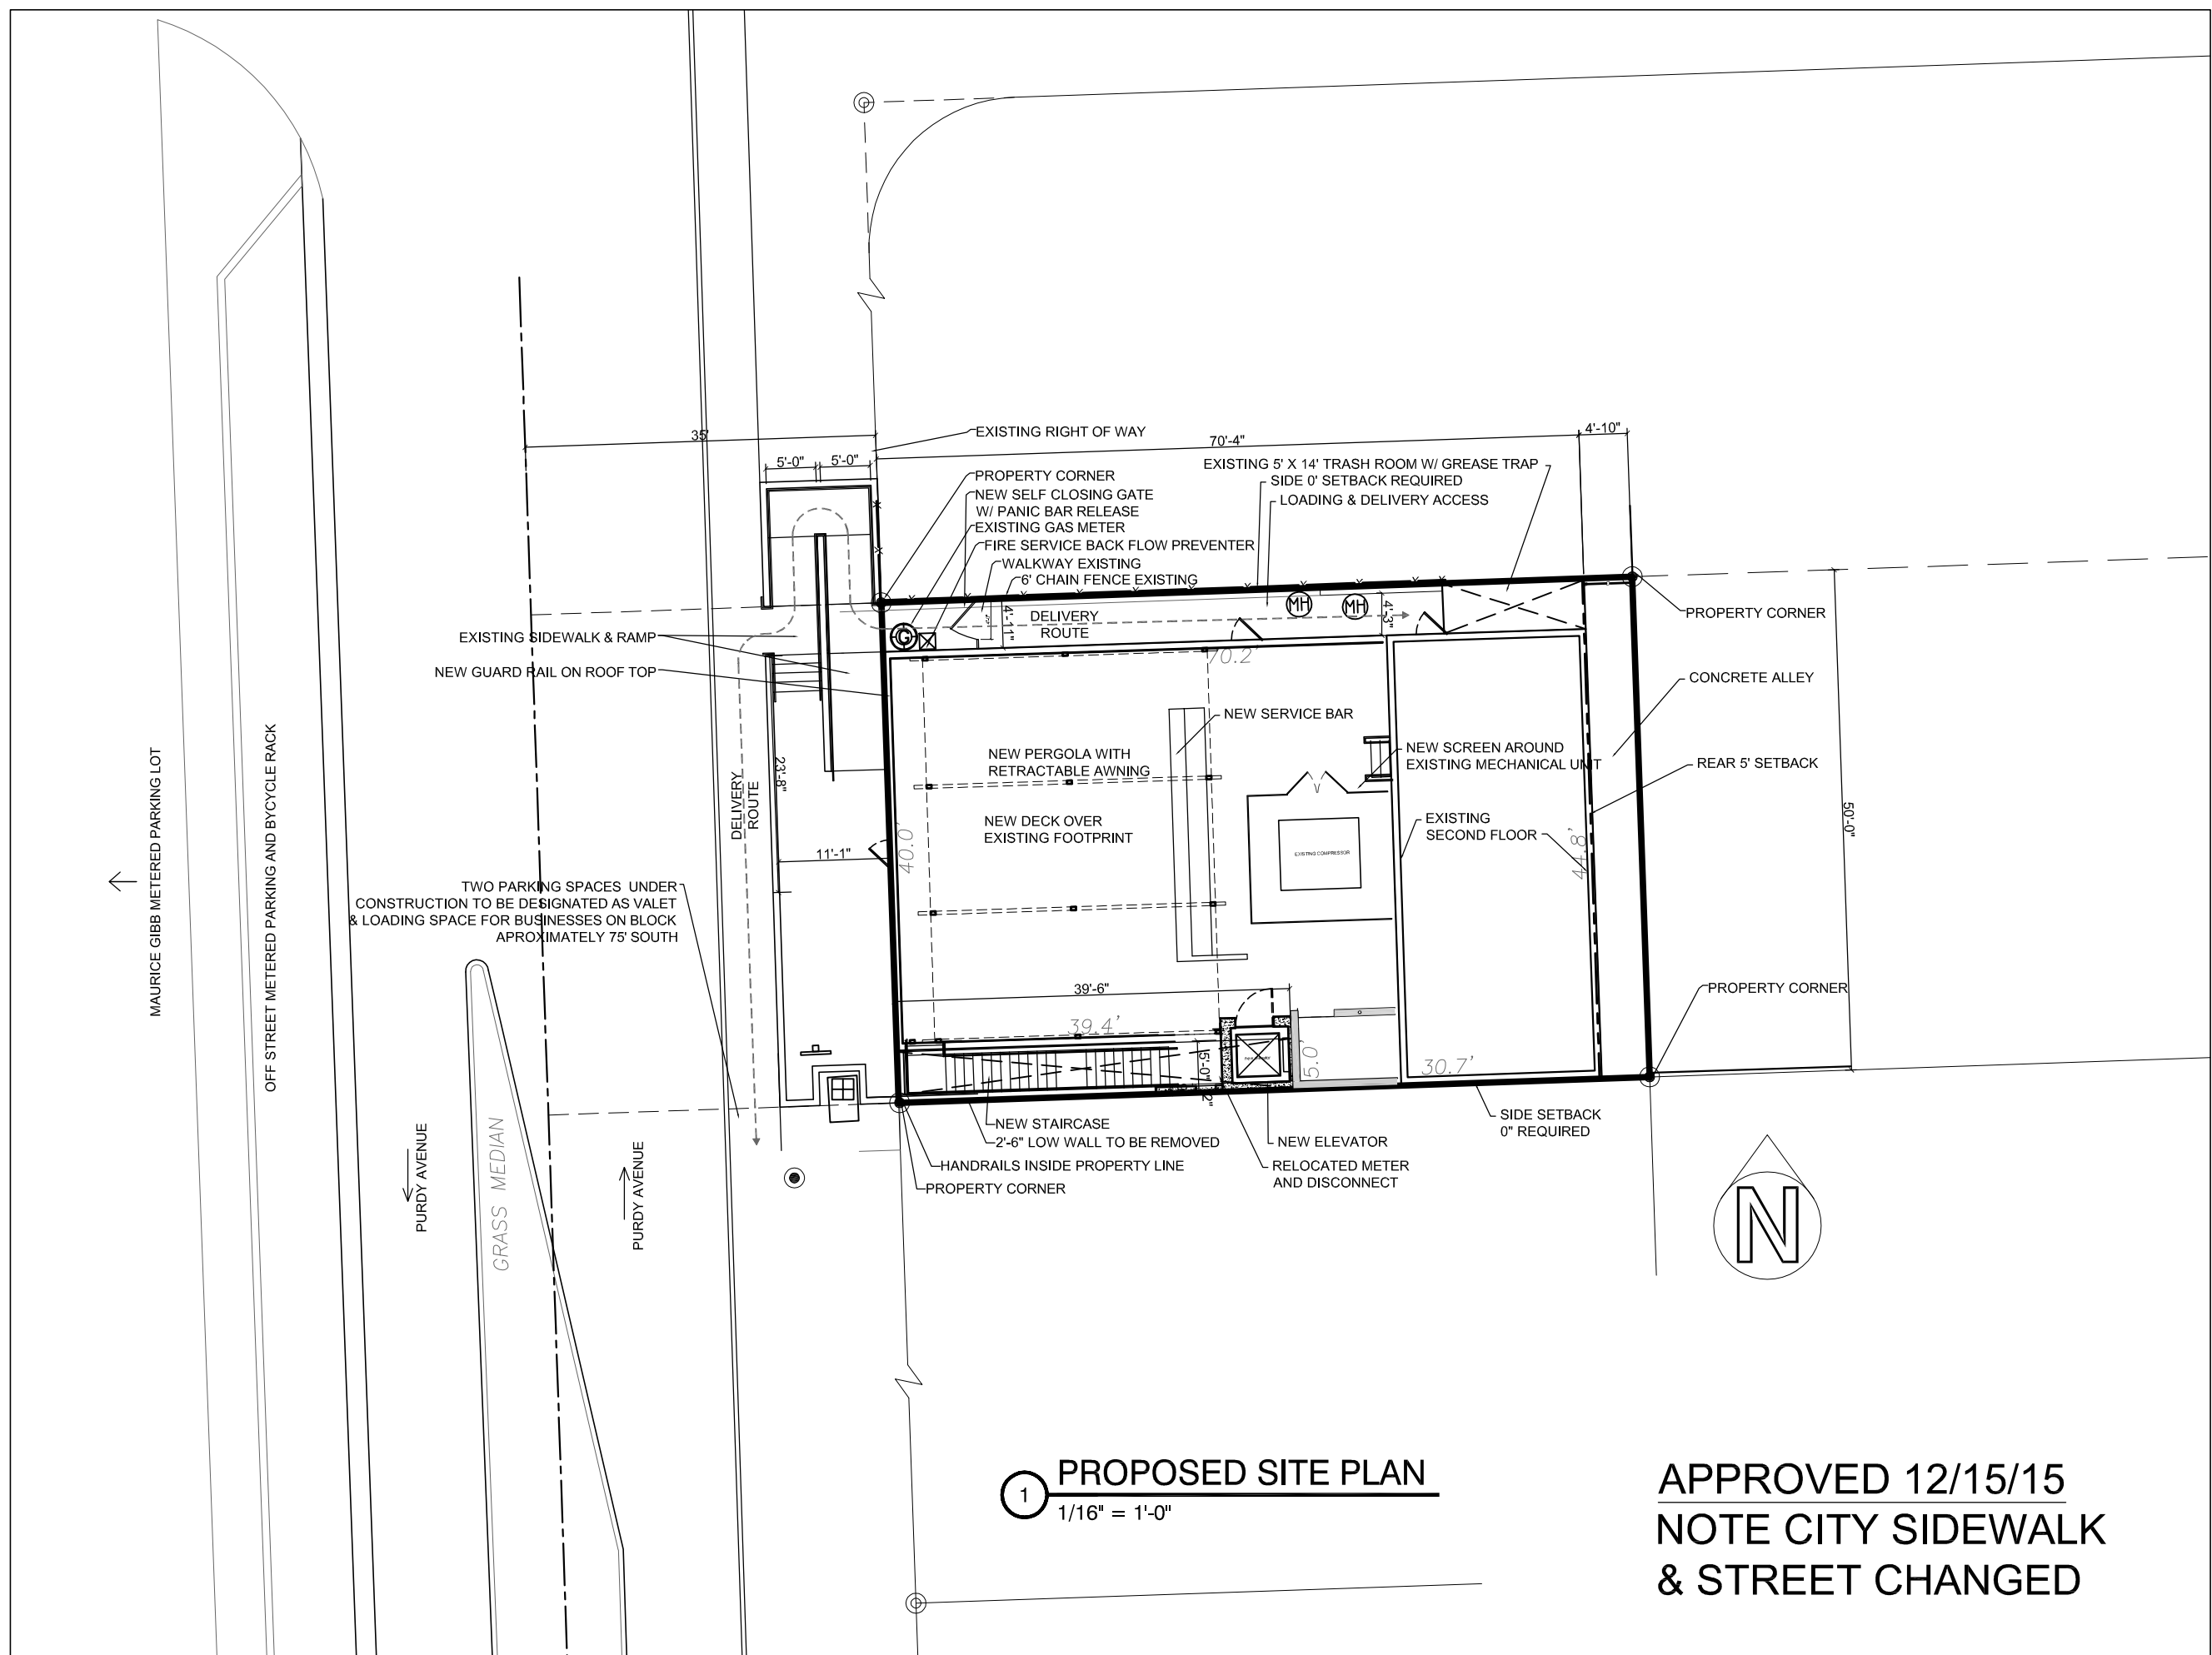 35'
EXISTING RIGHT OF WAY
70'-4"
4'-10"
5'-0"
5'-0"
EXISTING 5' X 14' TRASH ROOM W/ GREASE TRAP
SIDE 0' SETBACK REQUIRED
LOADING & DELIVERY ACCESS
PROPERTY CORNER
NEW SELF CLOSING GATE
W/ PANIC BAR RELEASE
EXISTING GAS METER
FIRE SERVICE BACK FLOW PREVENTER
WALKWAY EXISTING
6' CHAIN FENCE EXISTING
4'-11"
DELIVERY
ROUTE
MH
MH
4'-3"
G
PROPERTY CORNER
EXISTING SIDEWALK & RAMP
NEW GUARD RAIL ON ROOF TOP
70.2'
CONCRETE ALLEY
NEW SERVICE BAR
NEW PERGOLA WITH
RETRACTABLE AWNING
NEW SCREEN AROUND
EXISTING MECHANICAL UNIT
REAR 5' SETBACK
23'-8"
DELIVERY
ROUTE
NEW DECK OVER
EXISTING FOOTPRINT
EXISTING
SECOND FLOOR
EXISTING COMPRESSOR
40.0'
44.8'
50'-0"
11'-1"
MAURICE GIBB METERED PARKING LOT
OFF STREET METERED PARKING AND BYCYCLE RACK
TWO PARKING SPACES UNDER
CONSTRUCTION TO BE DESIGNATED AS VALET
& LOADING SPACE FOR BUSINESSES ON BLOCK
APROXIMATELY 75' SOUTH
39'-6"
39.4'
PROPERTY CORNER
5'-0"
5.0'
30.7'
PURDY AVENUE
GRASS MEDIAN
PURDY AVENUE
NEW STAIRCASE
2'-6" LOW WALL TO BE REMOVED
HANDRAILS INSIDE PROPERTY LINE
PROPERTY CORNER
NEW ELEVATOR
RELOCATED METER
AND DISCONNECT
SIDE SETBACK
0" REQUIRED
N
1
PROPOSED SITE PLAN
1/16" = 1'-0"
APPROVED 12/15/15
NOTE CITY SIDEWALK
& STREET CHANGED